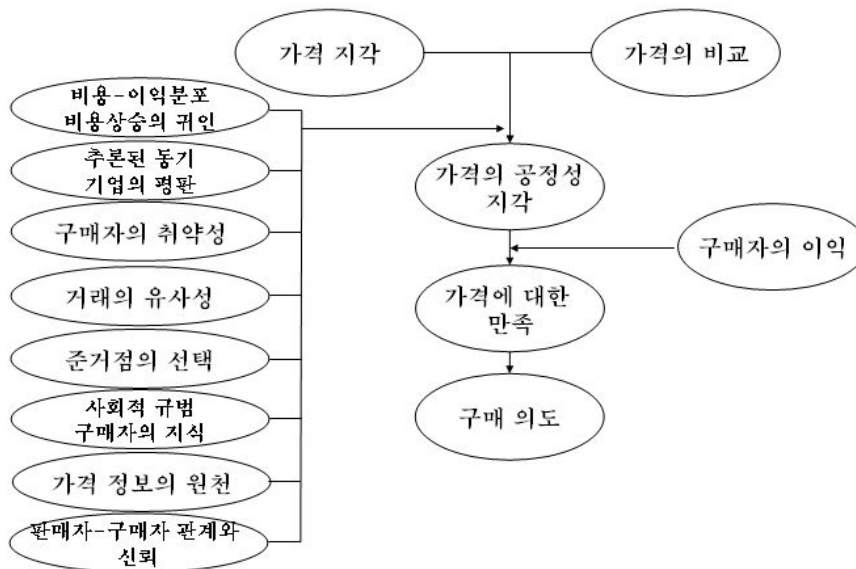 가격 지각
가격의 비교
비용-이익분포
비용상승의 귀인
추론된 동기
기업의 평판
구매자의 취약성
거래의 유사성
준거점의 선택
사회적 규범
구매자의 지식
가격 정보의 원천
판매자-구매자 관계와
신뢰
가격의 공정성
지각
구매자의 이익
가격에 대한
만족
구매 의도